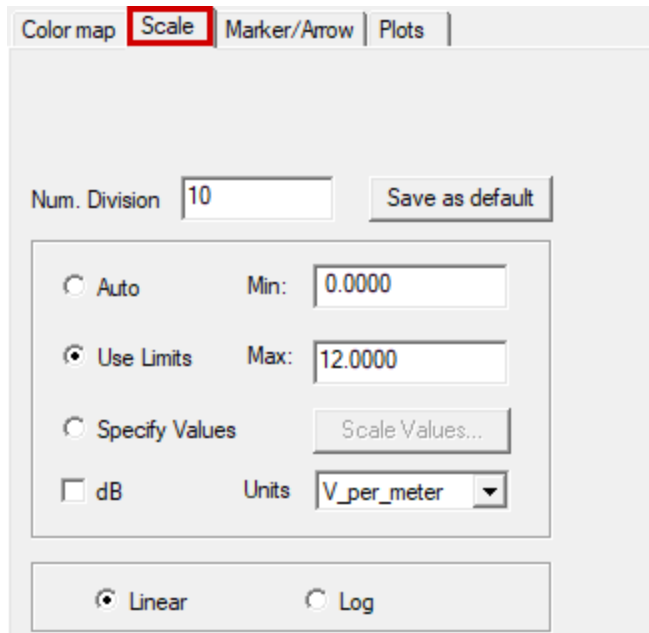 Color map Scale Marker/Arrow Plots
Num. Division 10 Save as default
Auto Min: 0.0000
Use Limits Max: 12.0000
Specify Values Scale Values...
dB Units V_per_meter
Linear Log